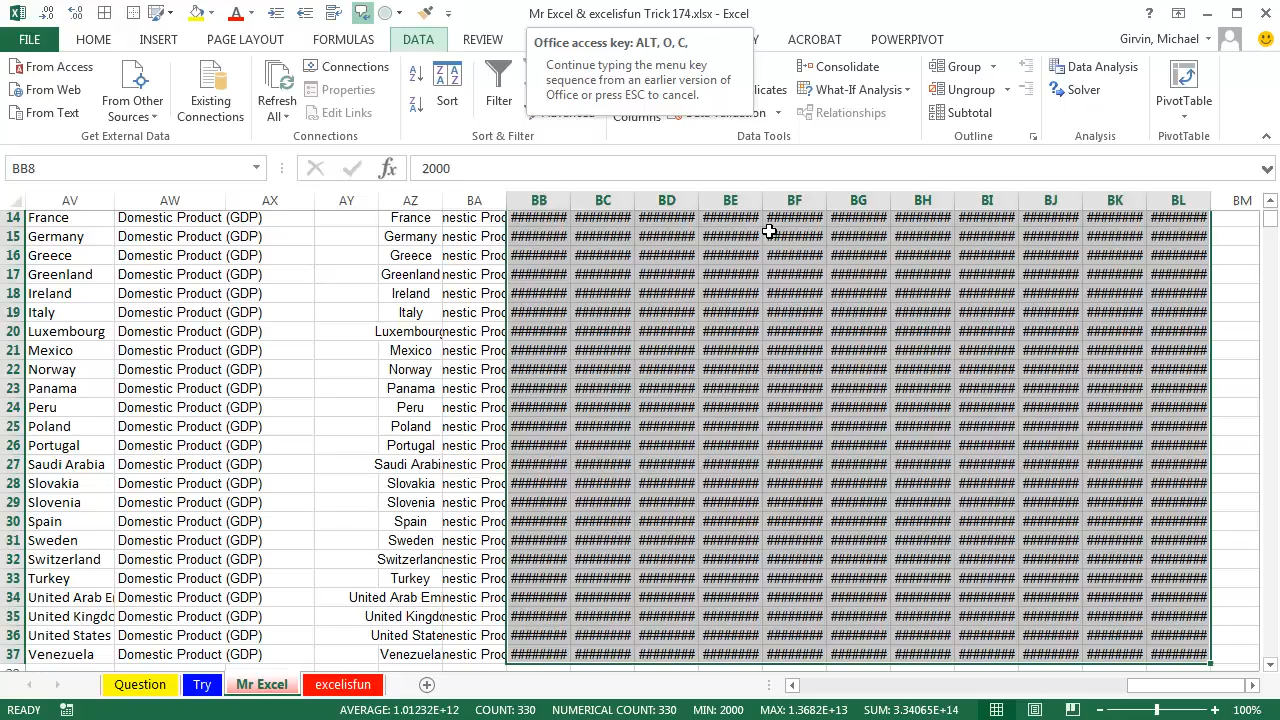 Mr Excel & excelisfun Trick 174.xlsx - Excel
FILE HOME INSERT PAGE LAYOUT FORMULAS DATA REVIEW ACROBAT POWERPIVOT Girvin, Michael
Office access key: ALT, O, C,
Continue typing the menu key
sequence from an earlier version of
Office or press ESC to cancel.
From Access
From Web
From Text
From Other
Sources
Existing
Connections
Get External Data
Refresh
All
Connections
Properties
Edit Links
Connections
Sort
Filter
Sort & Filter
Consolidate
What-If Analysis
Relationships
Data Tools
Group
Ungroup
Subtotal
Outline
Data Analysis
Solver
Analysis
PivotTable
PivotTable
BB8 fx 2000
AV AW AX AY AZ BA BB BC BD BE BF BG BH BI BJ BK BL BM
14 France Domestic Product (GDP) France nestic Prod ######## ######## ######## ######## ######## ######## ######## ######## ######## ######## ########
15 Germany Domestic Product (GDP) Germany nestic Prod ######## ######## ######## ######## ######## ######## ######## ######## ######## ######## ########
16 Greece Domestic Product (GDP) Greece nestic Prod ######## ######## ######## ######## ######## ######## ######## ######## ######## ######## ########
17 Greenland Domestic Product (GDP) Greenland nestic Prod ######## ######## ######## ######## ######## ######## ######## ######## ######## ######## ########
18 Ireland Domestic Product (GDP) Ireland nestic Prod ######## ######## ######## ######## ######## ######## ######## ######## ######## ######## ########
19 Italy Domestic Product (GDP) Italy nestic Prod ######## ######## ######## ######## ######## ######## ######## ######## ######## ######## ########
20 Luxembourg Domestic Product (GDP) Luxembourg nestic Prod ######## ######## ######## ######## ######## ######## ######## ######## ######## ######## ########
21 Mexico Domestic Product (GDP) Mexico nestic Prod ######## ######## ######## ######## ######## ######## ######## ######## ######## ######## ########
22 Norway Domestic Product (GDP) Norway nestic Prod ######## ######## ######## ######## ######## ######## ######## ######## ######## ######## ########
23 Panama Domestic Product (GDP) Panama nestic Prod ######## ######## ######## ######## ######## ######## ######## ######## ######## ######## ########
24 Peru Domestic Product (GDP) Peru nestic Prod ######## ######## ######## ######## ######## ######## ######## ######## ######## ######## ########
25 Poland Domestic Product (GDP) Poland nestic Prod ######## ######## ######## ######## ######## ######## ######## ######## ######## ######## ########
26 Portugal Domestic Product (GDP) Portugal nestic Prod ######## ######## ######## ######## ######## ######## ######## ######## ######## ######## ########
27 Saudi Arabia Domestic Product (GDP) Saudi Arabi nestic Prod ######## ######## ######## ######## ######## ######## ######## ######## ######## ######## ########
28 Slovakia Domestic Product (GDP) Slovakia nestic Prod ######## ######## ######## ######## ######## ######## ######## ######## ######## ######## ########
29 Slovenia Domestic Product (GDP) Slovenia nestic Prod ######## ######## ######## ######## ######## ######## ######## ######## ######## ######## ########
30 Spain Domestic Product (GDP) Spain nestic Prod ######## ######## ######## ######## ######## ######## ######## ######## ######## ######## ########
31 Sweden Domestic Product (GDP) Sweden nestic Prod ######## ######## ######## ######## ######## ######## ######## ######## ######## ######## ########
32 Switzerland Domestic Product (GDP) Switzerland nestic Prod ######## ######## ######## ######## ######## ######## ######## ######## ######## ######## ########
33 Turkey Domestic Product (GDP) Turkey nestic Prod ######## ######## ######## ######## ######## ######## ######## ######## ######## ######## ########
34 United Arab E Domestic Product (GDP) United Arab Em nestic Prod ######## ######## ######## ######## ######## ######## ######## ######## ######## ######## ########
35 United Kingdo Domestic Product (GDP) United Kingdo nestic Prod ######## ######## ######## ######## ######## ######## ######## ######## ######## ######## ########
36 United States Domestic Product (GDP) United State nestic Prod ######## ######## ######## ######## ######## ######## ######## ######## ######## ######## ########
37 Venezuela Domestic Product (GDP) Venezuela nestic Prod ######## ######## ######## ######## ######## ######## ######## ######## ######## ######## ########
Question Try Mr Excel excelisfun
READY AVERAGE: 1.01232E+12 COUNT: 330 NUMERICAL COUNT: 330 MIN: 2000 MAX: 1.3682E+13 SUM: 3.34065E+14 100%